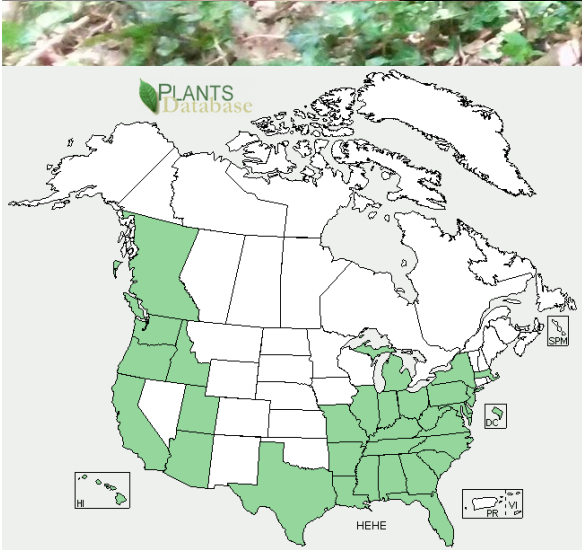 PLANTS
Database
SPM
DC
HI
PR
VI
HEHE